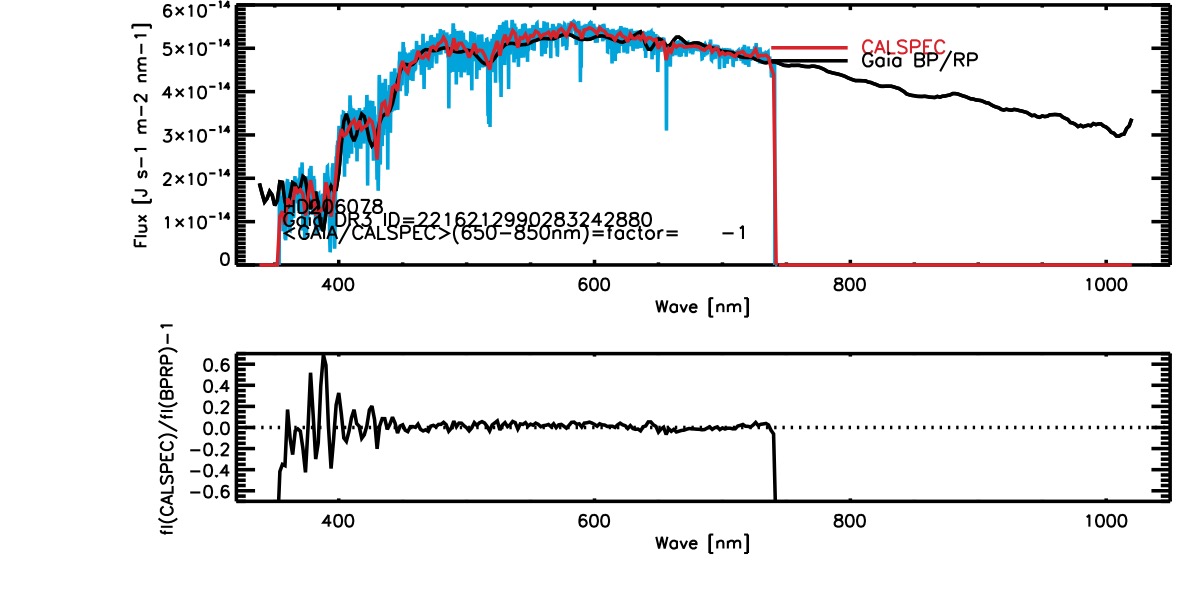 6×10−14
5×10−14
4×10−14
3×10−14
2×10−14
1×10−14
0
Flux [J s−1 m−2 nm−1]
CALSPEC
Gaia BP/RP
HD206078
Gaia DR3 ID=2216212990283242880
<GAIA/CALSPEC>(650−850nm)=factor= −1
400 600 800 1000
Wave [nm]
fl(CALSPEC)/fl(BPRP)−1
0.6
0.4
0.2
0.0
−0.2
−0.4
−0.6
400 600 800 1000
Wave [nm]